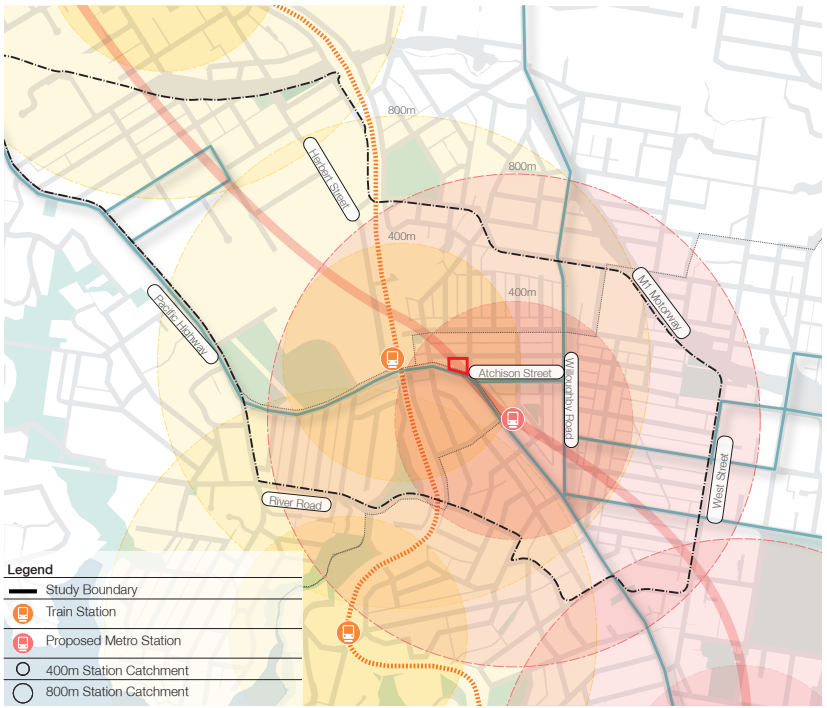 800m
Herbert Street
800m
400m
400m
M1 Motorway
Pacific Highway
Atchison Street
Willoughby Road
West Street
River Road
Legend
Study Boundary
Train Station
Proposed Metro Station
400m Station Catchment
800m Station Catchment